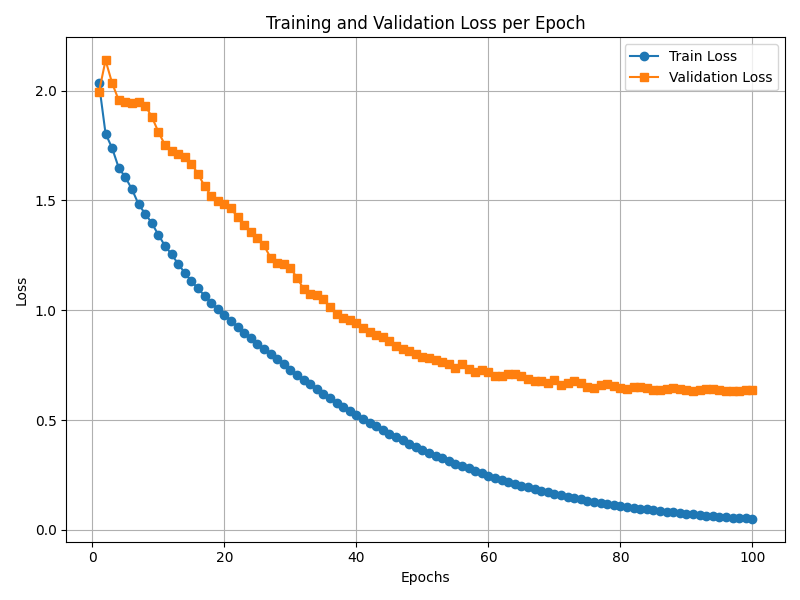 Training and Validation Loss per Epoch
Train Loss
Validation Loss
2.0
1.5
1.0
0.5
0.0
Loss
0 20 40 60 80 100
Epochs